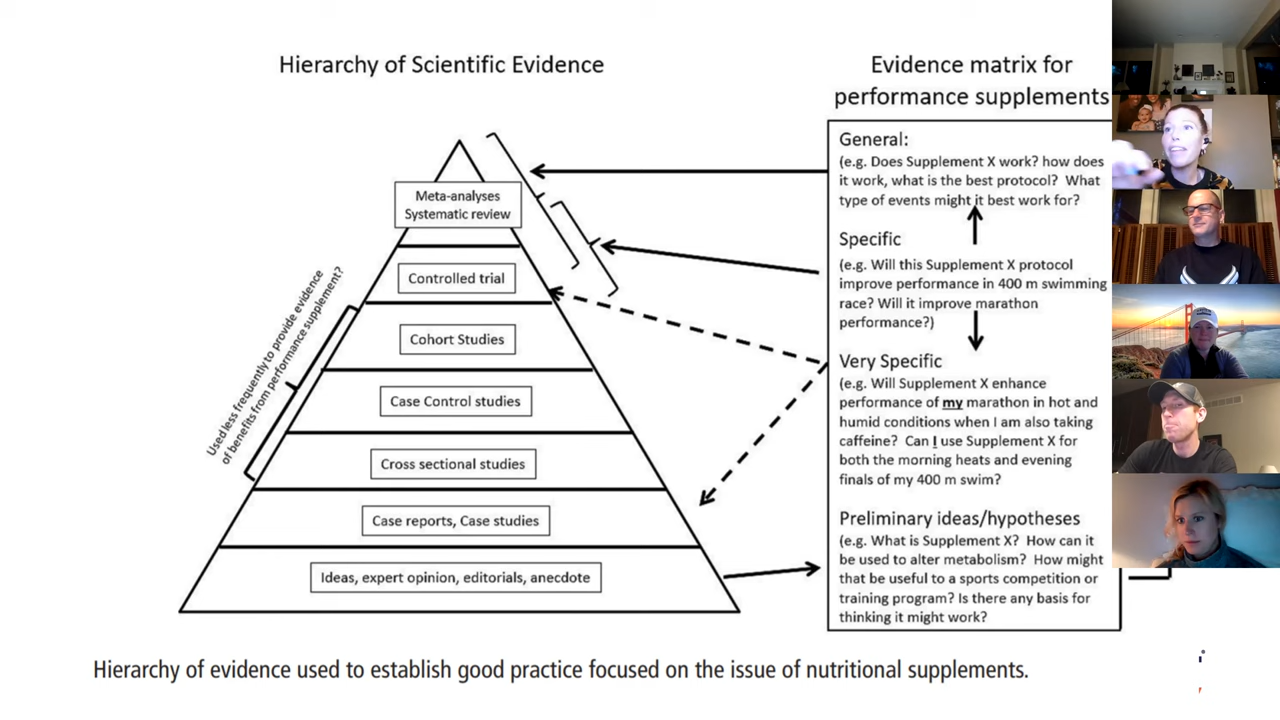 Hierarchy of Scientific Evidence
Meta-analyses
Systematic review
Controlled trial
Cohort Studies
Case Control studies
Cross sectional studies
Case reports, Case studies
Ideas, expert opinion, editorials, anecdote
Used less frequently to provide evidence
of benefits from performance supplement?
Evidence matrix for
performance supplements
General:
(e.g. Does Supplement X work? how does
it work, what is the best protocol? What
type of events might it best work for?
Specific
(e.g. Will this Supplement X protocol
improve performance in 400 m swimming
race? Will it improve marathon
performance?)
Very Specific
(e.g. Will Supplement X enhance
performance of my marathon in hot and
humid conditions when I am also taking
caffeine? Can I use Supplement X for
both the morning heats and evening
finals of my 400 m swim?
Preliminary ideas/hypotheses
(e.g. What is Supplement X? How can it
be used to alter metabolism? How might
that be useful to a sports competition or
training program? Is there any basis for
thinking it might work?
Hierarchy of evidence used to establish good practice focused on the issue of nutritional supplements.